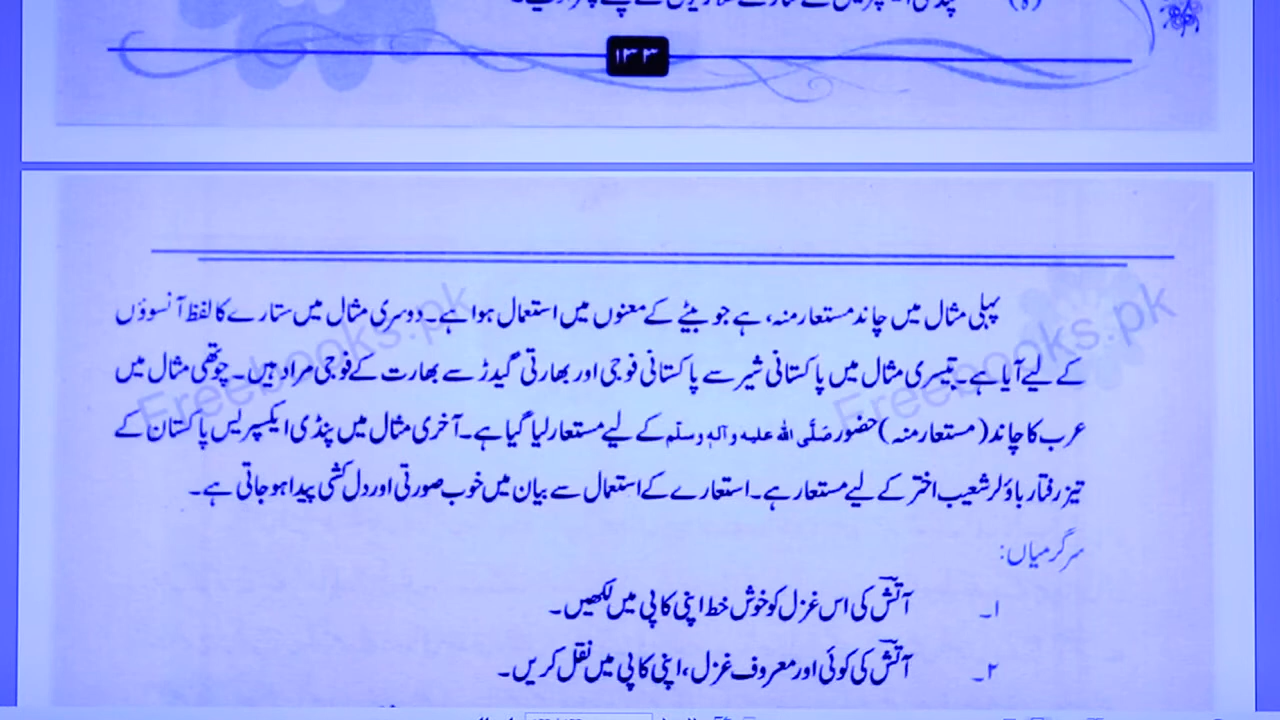 (ہ)
۱۳۳
پہلی مثال میں چاند مستعار منہ، ہے جو بیٹے کے معنوں میں استعمال ہوا ہے۔ دوسری مثال میں ستارے کا لفظ آنسوؤں
کے لیے آیا ہے۔ تیسری مثال میں پاکستانی شیر سے پاکستانی فوجی اور بھارتی گیدڑ سے بھارت کے فوجی مراد ہیں۔ چوتھی مثال میں
عرب کا چاند (مستعار منہ) حضور صَلَّی اللہ علیہ وآلہٖ وسلّم کے لیے مستعار لیا گیا ہے۔ آخری مثال میں پنڈی ایکسپریس پاکستان کے
تیز رفتار باؤلر شعیب اختر کے لیے مستعار ہے۔ استعارے کے استعمال سے بیان میں خوب صورتی اور دل کشی پیدا ہو جاتی ہے۔
سرگرمیاں:
۱۔ آتشؔ کی اس غزل کو خوش خط اپنی کاپی میں لکھیں۔
۲۔ آتشؔ کی کوئی اور معروف غزل، اپنی کاپی میں نقل کریں۔
Freebooks.pk
Freebooks.pk